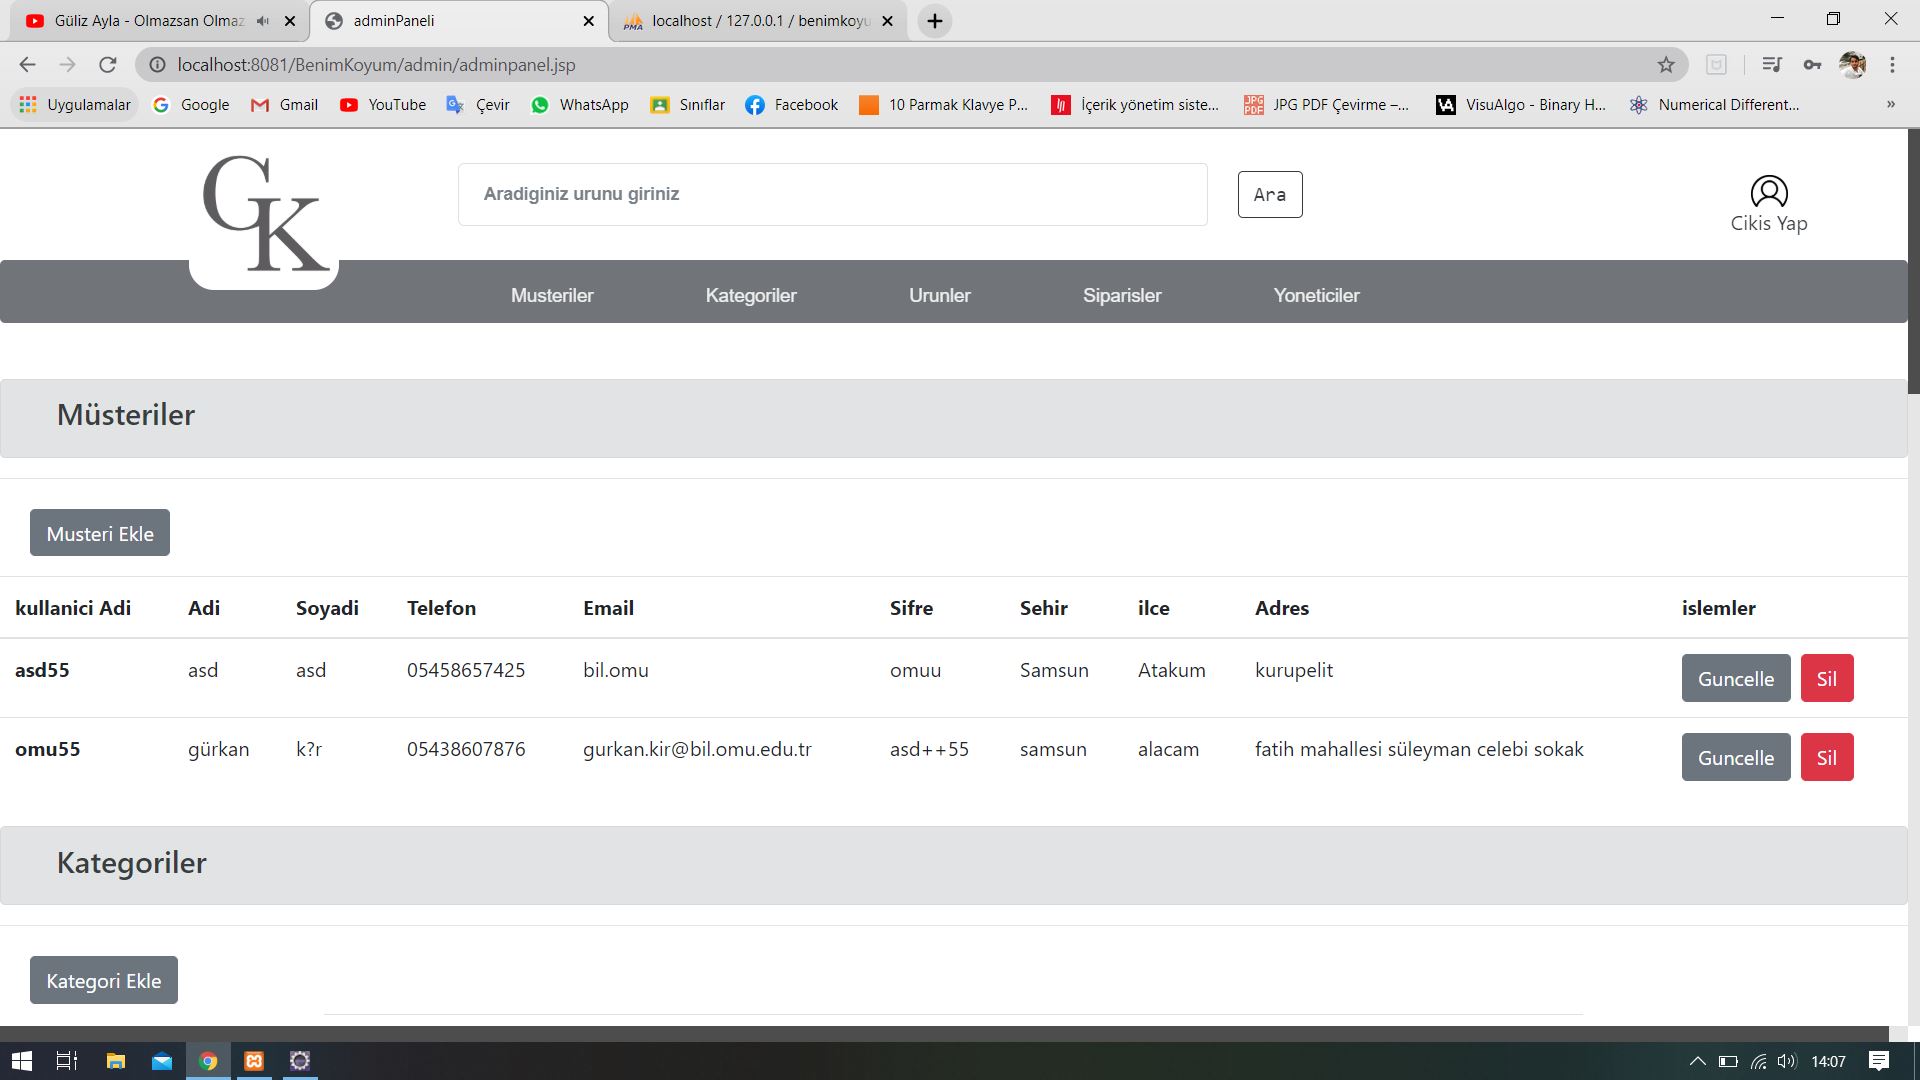 Güliz Ayla - Olmazsan Olmaz
adminPaneli
PMA
localhost / 127.0.0.1 / benimkoyu
localhost:8081/BenimKoyum/admin/adminpanel.jsp
Uygulamalar
Google
Gmail
YouTube
Çevir
WhatsApp
Sınıflar
Facebook
10 Parmak Klavye P...
İçerik yönetim siste...
JPG PDF Çevirme –...
VisuAlgo - Binary H...
Numerical Different...
»
GK
Aradiginiz urunu giriniz
Ara
Cikis Yap
Musteriler Kategoriler Urunler Siparisler Yoneticiler
Müsteriler
Musteri Ekle
kullanici Adi Adi Soyadi Telefon Email Sifre Sehir ilce Adres islemler
asd55 asd asd 05458657425 bil.omu omuu Samsun Atakum kurupelit Guncelle Sil
omu55 gürkan k?r 05438607876 gurkan.kir@bil.omu.edu.tr asd++55 samsun alacam fatih mahallesi süleyman celebi sokak Guncelle Sil
Kategoriler
Kategori Ekle
14:07